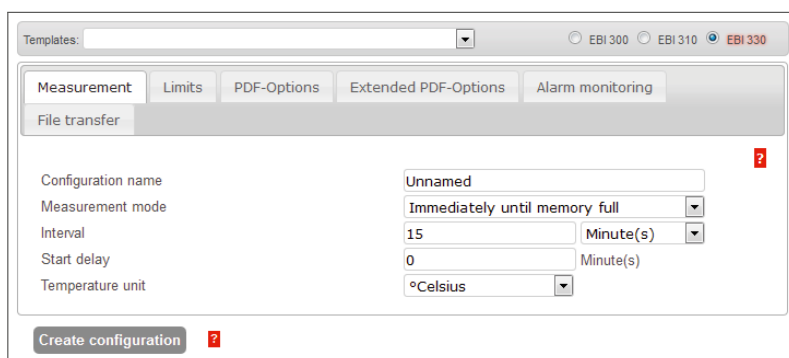 Templates: EBI 300 EBI 310 EBI 330
Measurement Limits PDF-Options Extended PDF-Options Alarm monitoring
File transfer
?
Configuration name Unnamed
Measurement mode Immediately until memory full
Interval 15 Minute(s)
Start delay 0 Minute(s)
Temperature unit °Celsius
Create configuration ?